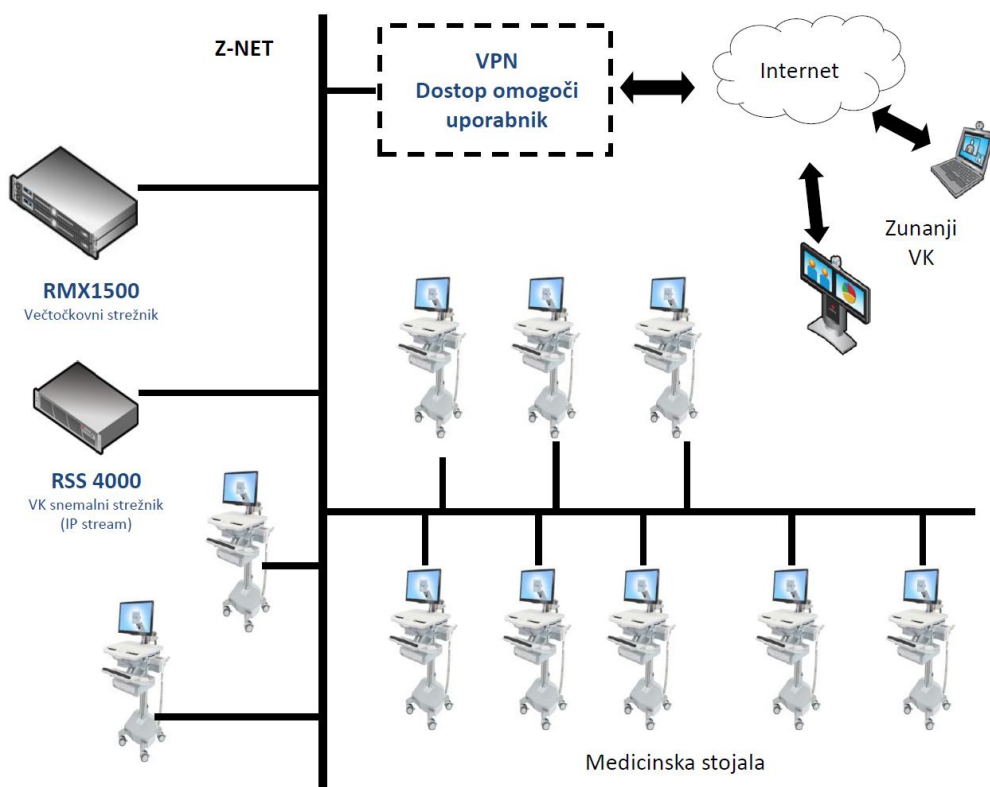 Z-NET
VPN
Dostop omogoči
uporabnik
Internet
Zunanji
VK
RMX1500
Večtočkovni strežnik
RSS 4000
VK snemalni strežnik
(IP stream)
Medicinska stojala